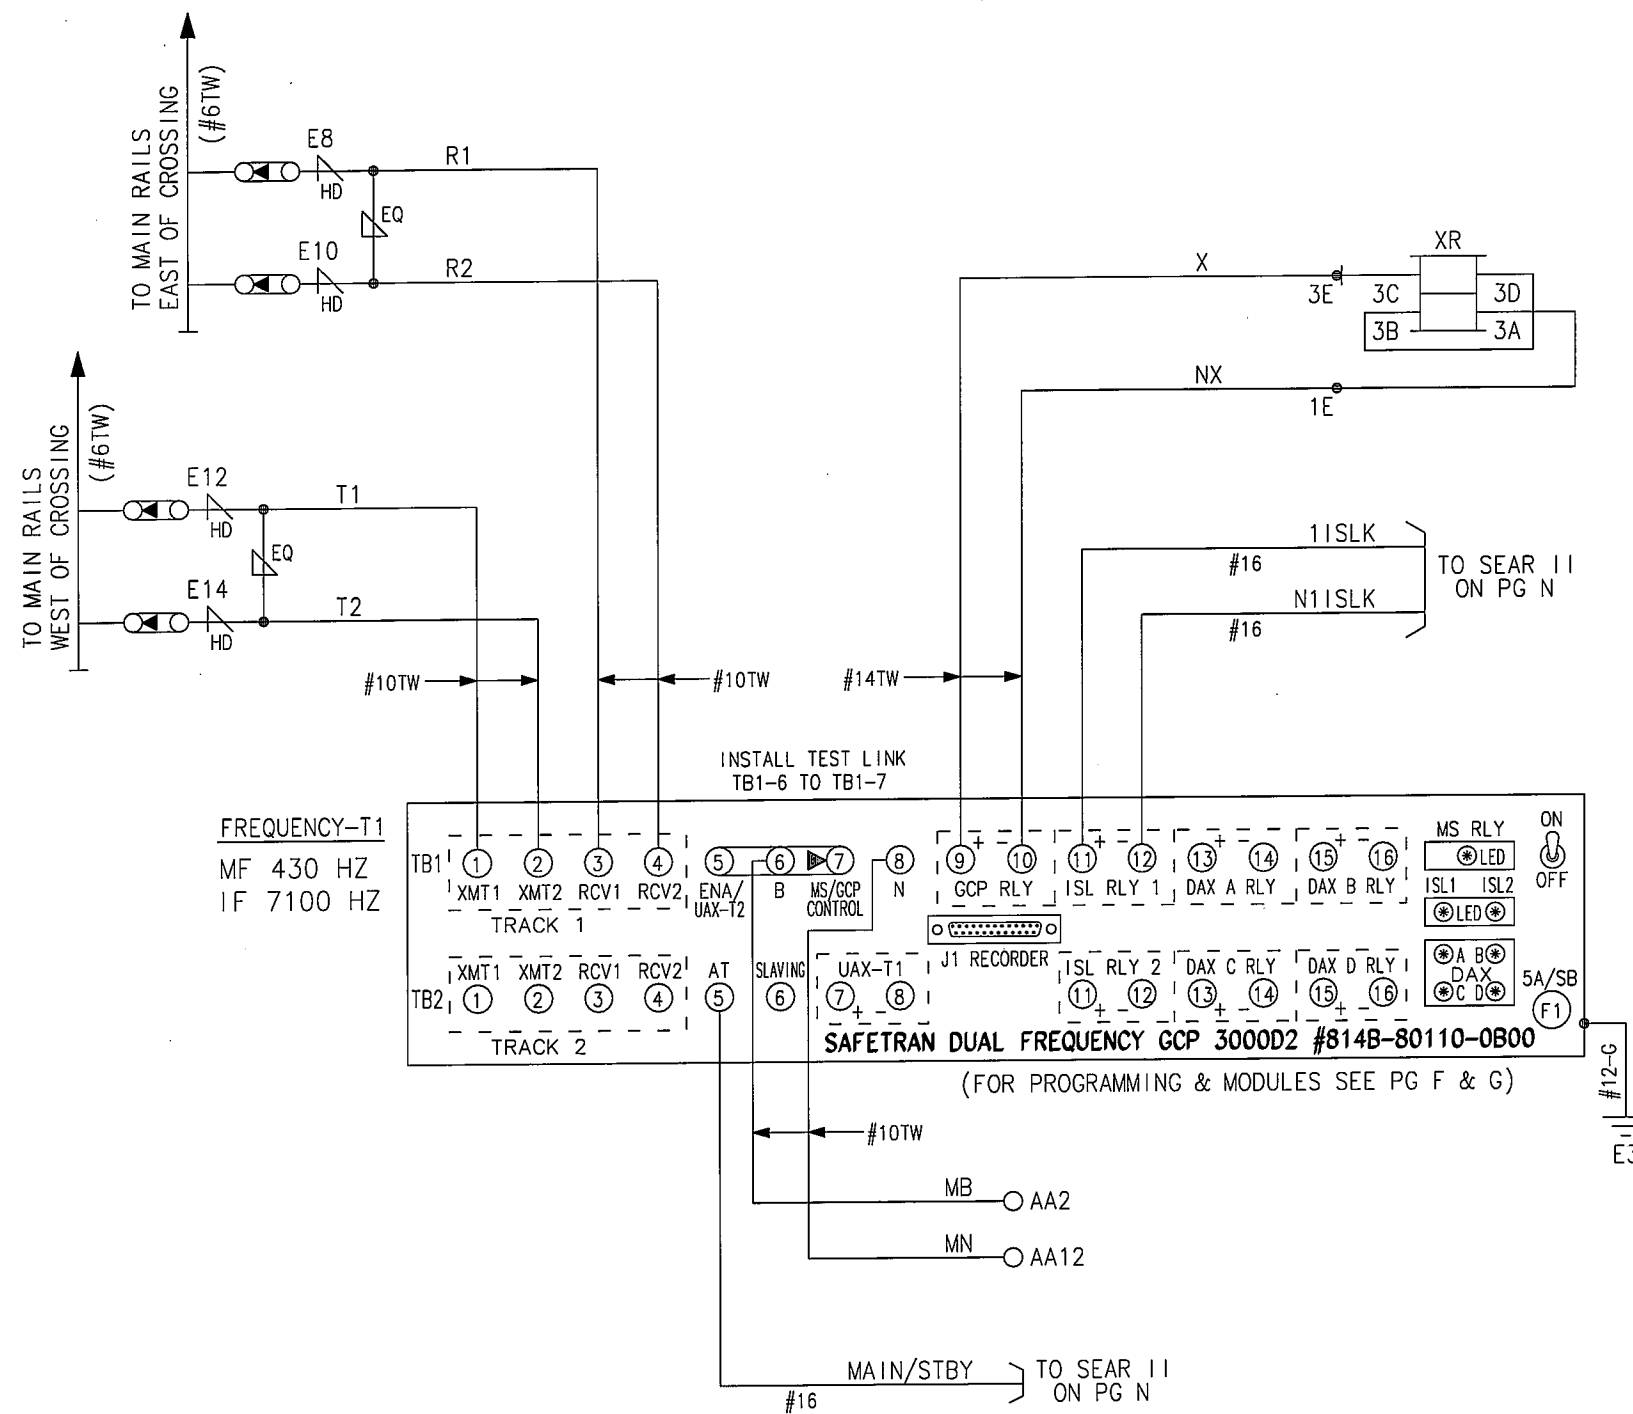 TO MAIN RAILS
EAST OF CROSSING
(#6TW)
E8
HD
R1
EQ
E10
HD
R2
TO MAIN RAILS
WEST OF CROSSING
(#6TW)
E12
HD
T1
EQ
E14
HD
T2
#10TW
#10TW
#14TW
X
3E
XR
3C
3D
3B
3A
NX
1E
1ISLK
#16
N1ISLK
#16
TO SEAR II
ON PG N
INSTALL TEST LINK
TB1-6 TO TB1-7
FREQUENCY-T1
MF 430 HZ
IF 7100 HZ
TB1 1 2 3 4 5 6 7 8 9 + - 10 11 + - 12 13 + - 14 15 + - 16
XMT1 XMT2 RCV1 RCV2
TRACK 1
ENA/
UAX-T2
B
MS/GCP
CONTROL
N
GCP RLY
ISL RLY 1
DAX A RLY
DAX B RLY
MS RLY
LED
ISL1 ISL2
LED
A B
DAX
C D
ON
OFF
5A/SB
F1
J1 RECORDER
XMT1 XMT2 RCV1 RCV2
AT
SLAVING
UAX-T1
ISL RLY 2
DAX C RLY
DAX D RLY
TB2 1 2 3 4 5 6 7 + - 8 11 + - 12 13 + - 14 15 + - 16
TRACK 2
SAFETRAN DUAL FREQUENCY GCP 3000D2 #814B-80110-0B00
(FOR PROGRAMMING & MODULES SEE PG F & G)
#12-G
#10TW
MB
AA2
MN
AA12
MAIN/STBY
#16
TO SEAR II
ON PG N